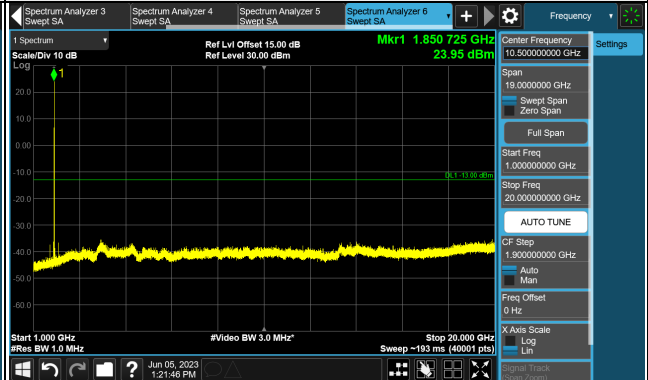 Spectrum Analyzer 3
Swept SA
Spectrum Analyzer 4
Swept SA
Spectrum Analyzer 5
Swept SA
Spectrum Analyzer 6
Swept SA
+
Frequency
1 Spectrum
Scale/Div 10 dB
Log
Ref Lvl Offset 15.00 dB
Ref Level 30.00 dBm
Mkr1 1.850 725 GHz
23.95 dBm
1
20.0
10.0
0.00
-10.0
DL1 -13.00 dBm
-20.0
-30.0
-40.0
-50.0
-60.0
Start 1.000 GHz
#Res BW 1.0 MHz
#Video BW 3.0 MHz*
Stop 20.000 GHz
Sweep ~193 ms (40001 pts)
Center Frequency
10.500000000 GHz
Settings
Span
19.0000000 GHz
Swept Span
Zero Span
Full Span
Start Freq
1.000000000 GHz
Stop Freq
20.000000000 GHz
AUTO TUNE
CF Step
1.900000000 GHz
Auto
Man
Freq Offset
0 Hz
X Axis Scale
Log
Lin
Signal Track
(Span Zoom)
?
Jun 05, 2023
1:21:46 PM